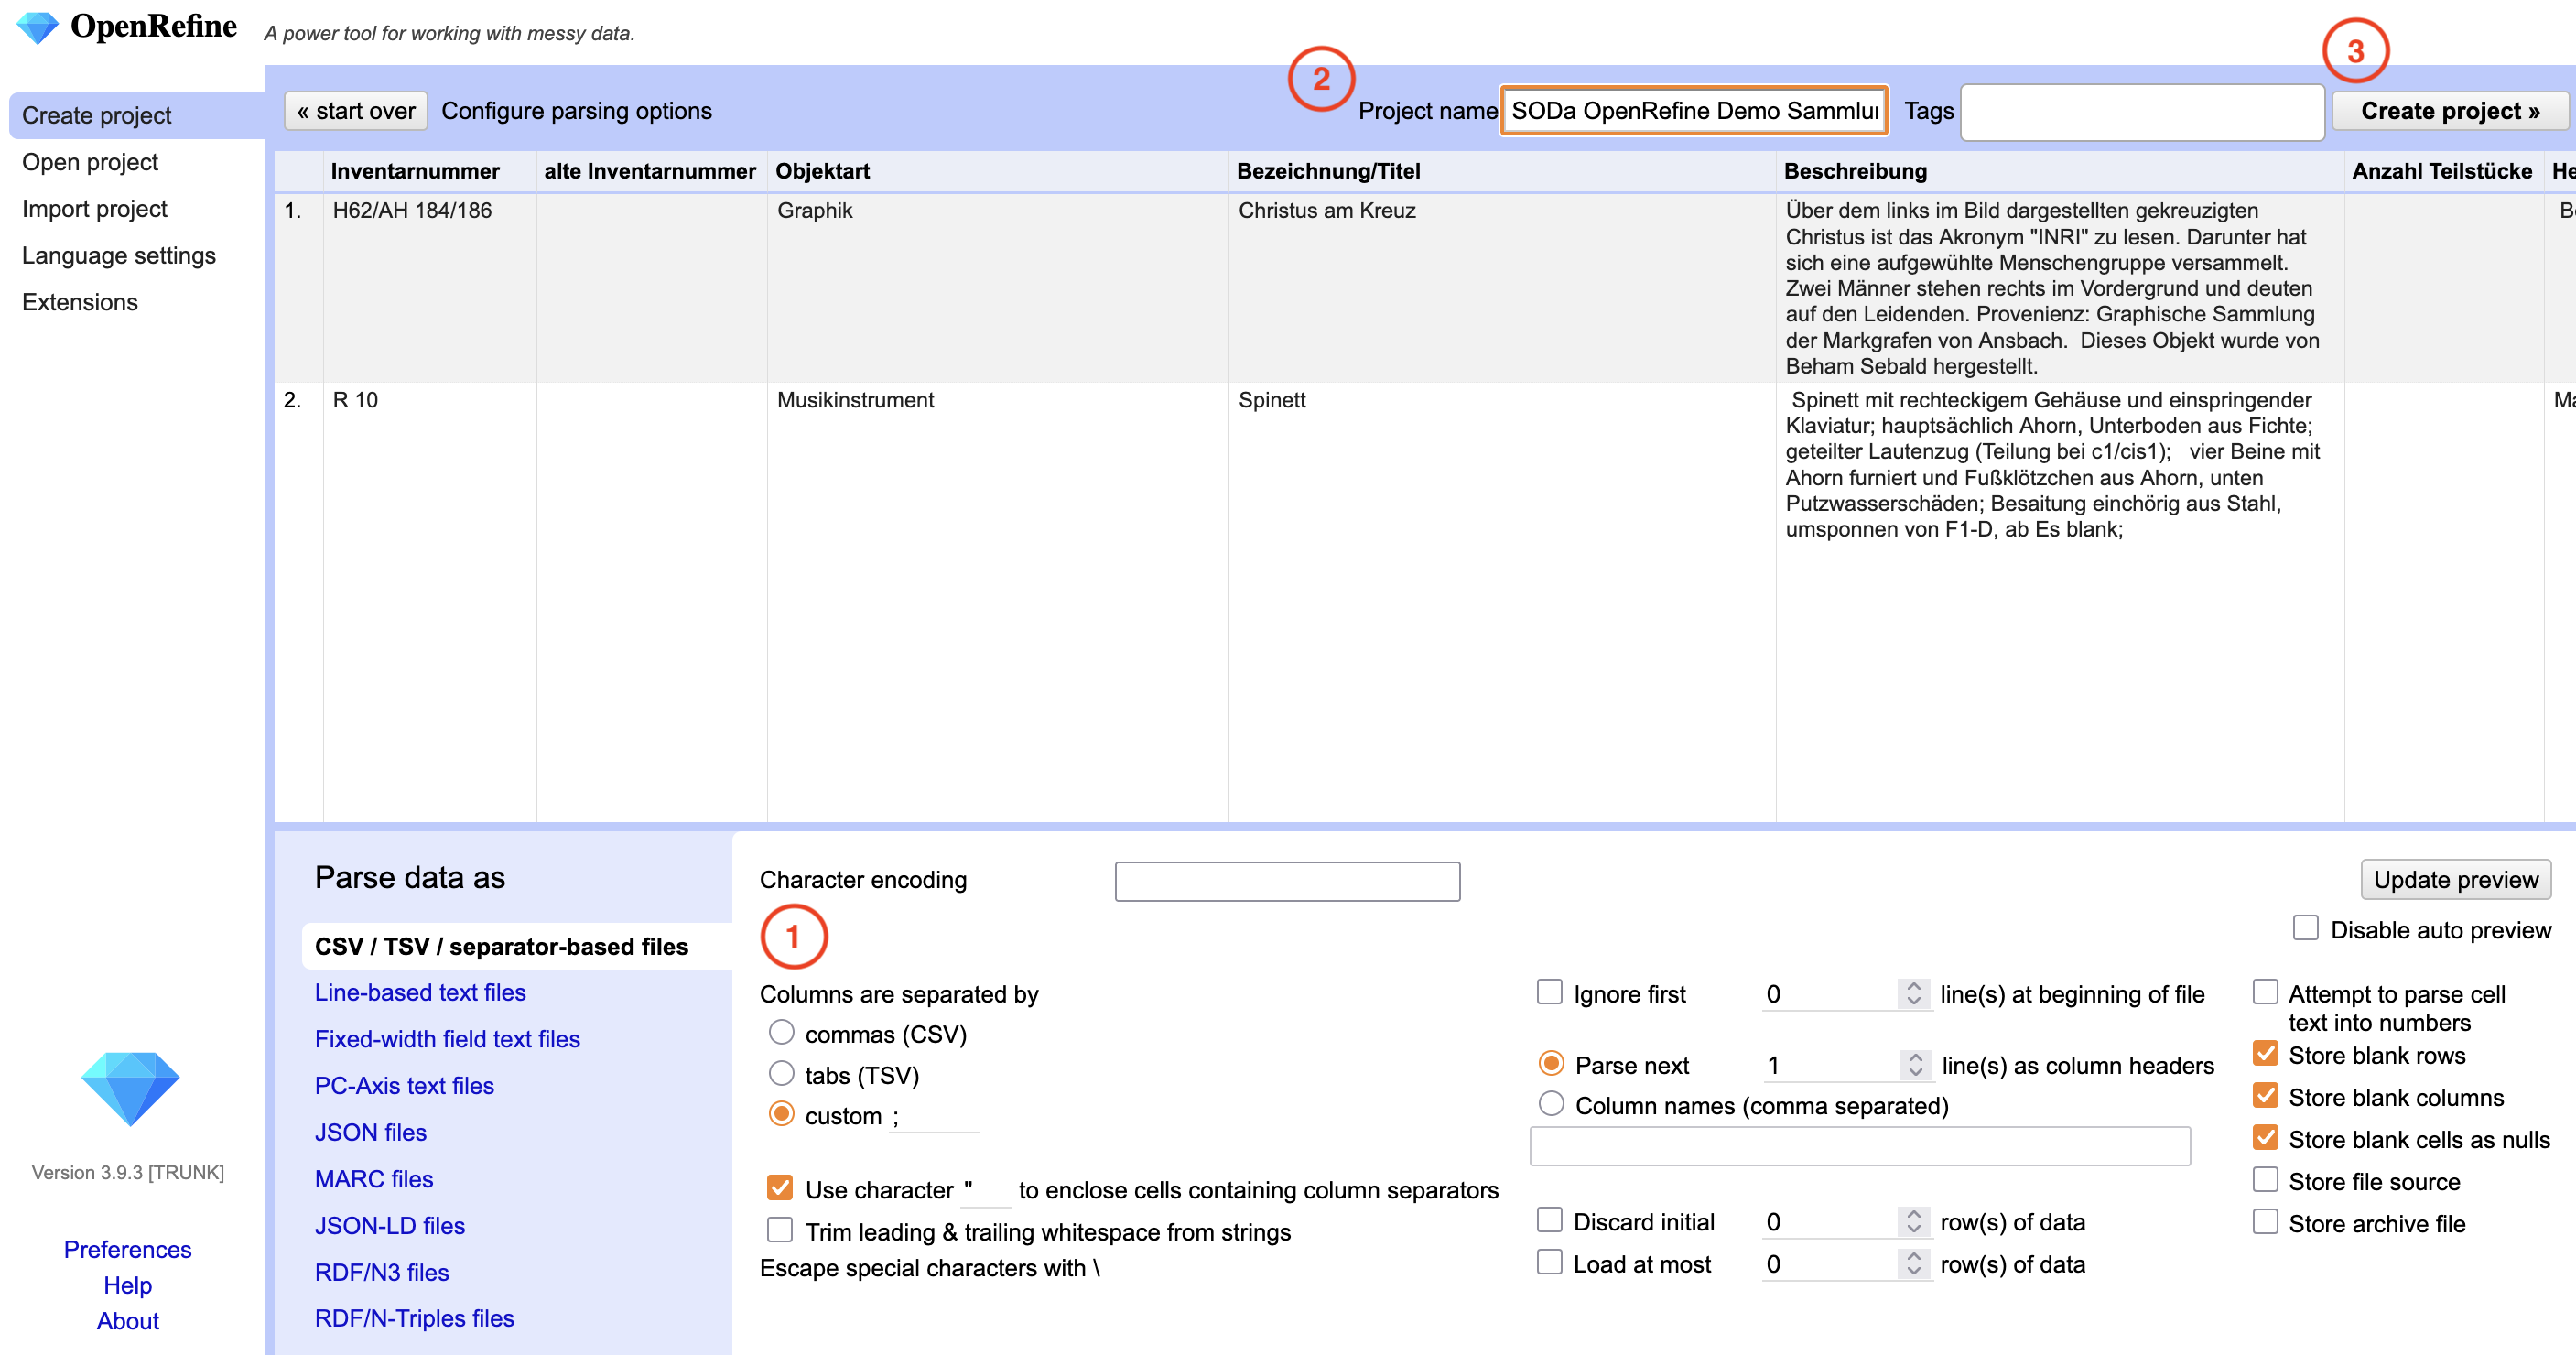 OpenRefine A power tool for working with messy data.
Create project
Open project
Import project
Language settings
Extensions
Version 3.9.3 [TRUNK]
Preferences
Help
About
« start over Configure parsing options 2 Project name SODa OpenRefine Demo Tags 3 Create project »
Inventarnummer alte Inventarnummer Objektart Bezeichnung/Titel Beschreibung Anzahl Teilstücke
1. H62/AH 184/186 Graphik Christus am Kreuz
Über dem links im Bild dargestellten gekreuzigten
Christus ist das Akronym "INRI" zu lesen. Darunter hat
sich eine aufgewühlte Menschengruppe versammelt.
Zwei Männer stehen rechts im Vordergrund und deuten
auf den Leidenden. Provenienz: Graphische Sammlung
der Markgrafen von Ansbach. Dieses Objekt wurde von
Beham Sebald hergestellt.
2. R 10 Musikinstrument Spinett
Spinett mit rechteckigem Gehäuse und einspringender
Klaviatur; hauptsächlich Ahorn, Unterboden aus Fichte;
geteilter Lautenzug (Teilung bei c1/cis1); vier Beine mit
Ahorn furniert und Fußklötzchen aus Ahorn, unten
Putzwasserschäden; Besaitung einchörig aus Stahl,
umsponnen von F1-D, ab Es blank;
Parse data as
CSV / TSV / separator-based files
Line-based text files
Fixed-width field text files
PC-Axis text files
JSON files
MARC files
JSON-LD files
RDF/N3 files
RDF/N-Triples files
Character encoding
Update preview
Disable auto preview
1
Columns are separated by
commas (CSV)
tabs (TSV)
custom ;
Use character " to enclose cells containing column separators
Trim leading & trailing whitespace from strings
Escape special characters with \
Ignore first 0 line(s) at beginning of file
Parse next 1 line(s) as column headers
Column names (comma separated)
Discard initial 0 row(s) of data
Load at most 0 row(s) of data
Attempt to parse cell
text into numbers
Store blank rows
Store blank columns
Store blank cells as nulls
Store file source
Store archive file